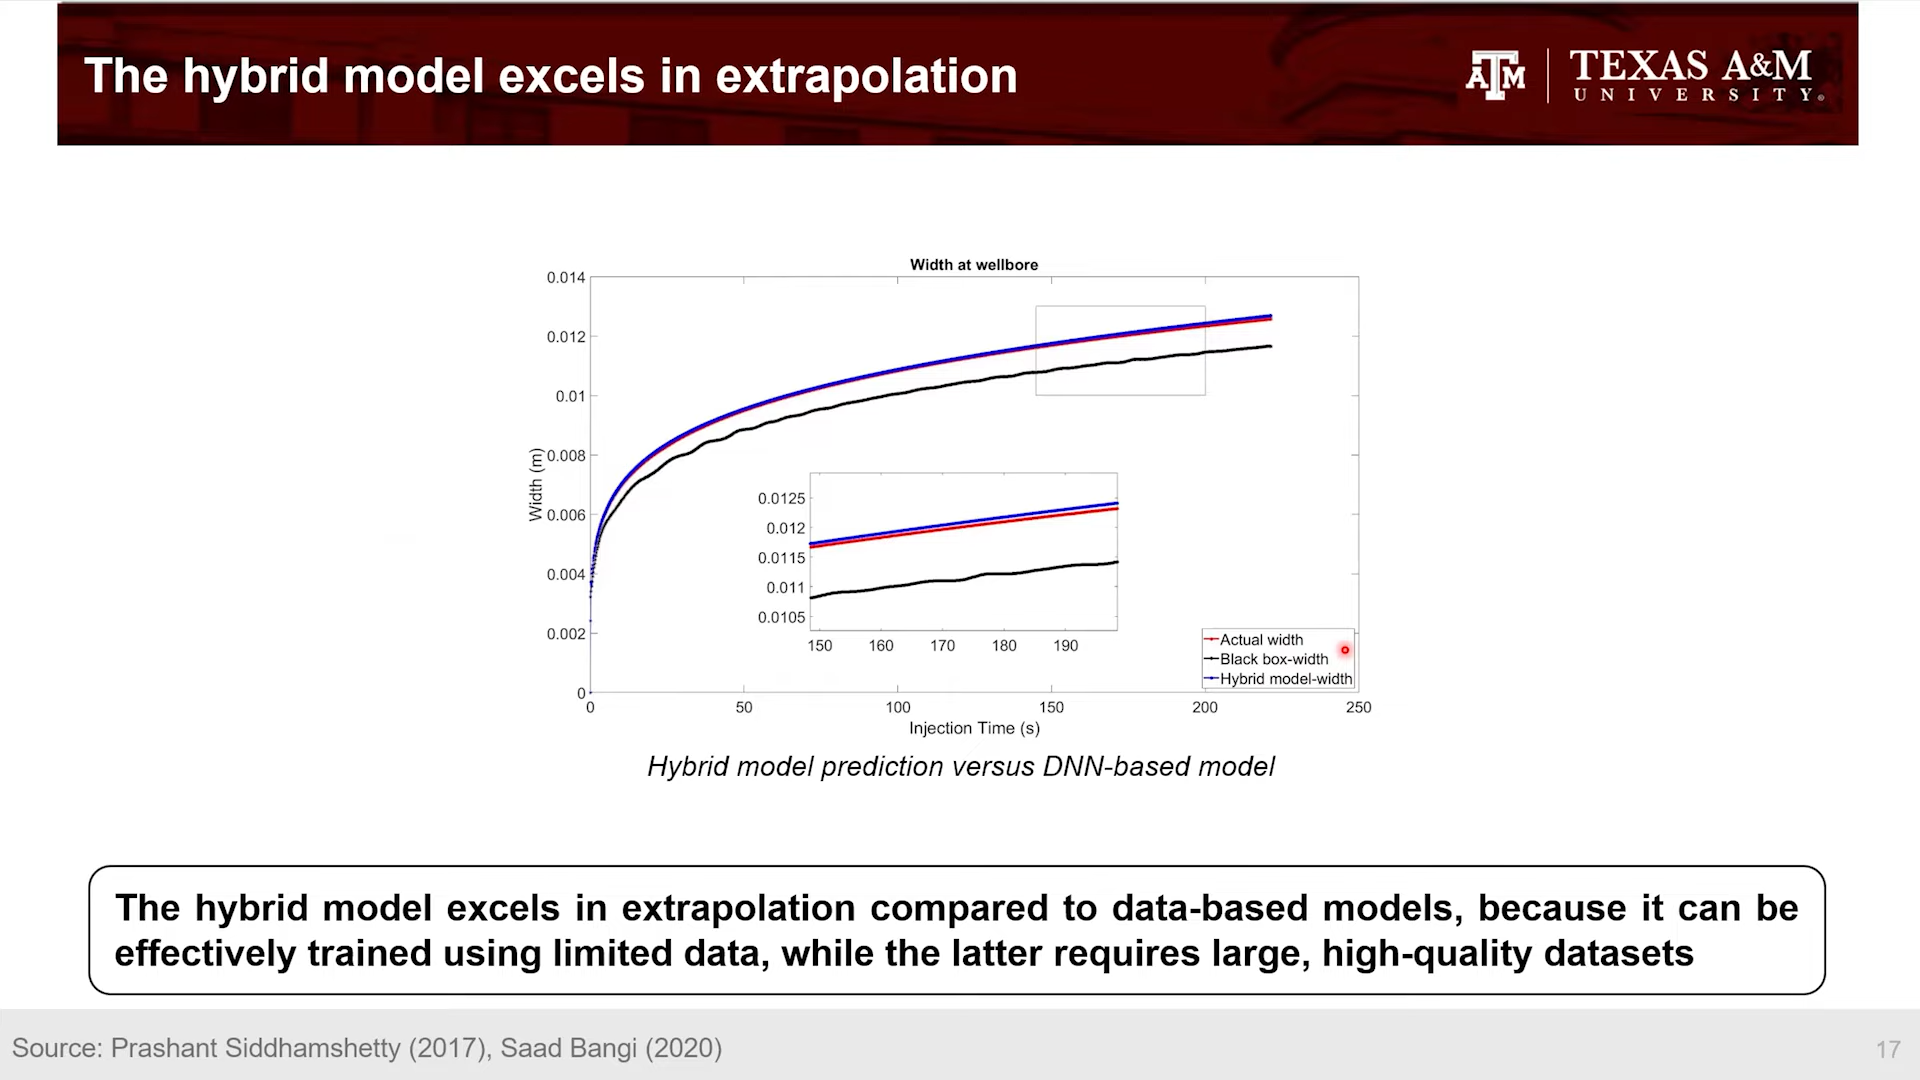 The hybrid model excels in extrapolation
ATM
TEXAS A&M
UNIVERSITY®
Width at wellbore
0.014
0.012
0.01
0.008
0.006
0.004
0.002
0
Width (m)
0.0125
0.012
0.0115
0.011
0.0105
150 160 170 180 190
Actual width
Black box-width
Hybrid model-width
0 50 100 150 200 250
Injection Time (s)
Hybrid model prediction versus DNN-based model
The hybrid model excels in extrapolation compared to data-based models, because it can be
effectively trained using limited data, while the latter requires large, high-quality datasets
Source: Prashant Siddhamshetty (2017), Saad Bangi (2020)
17